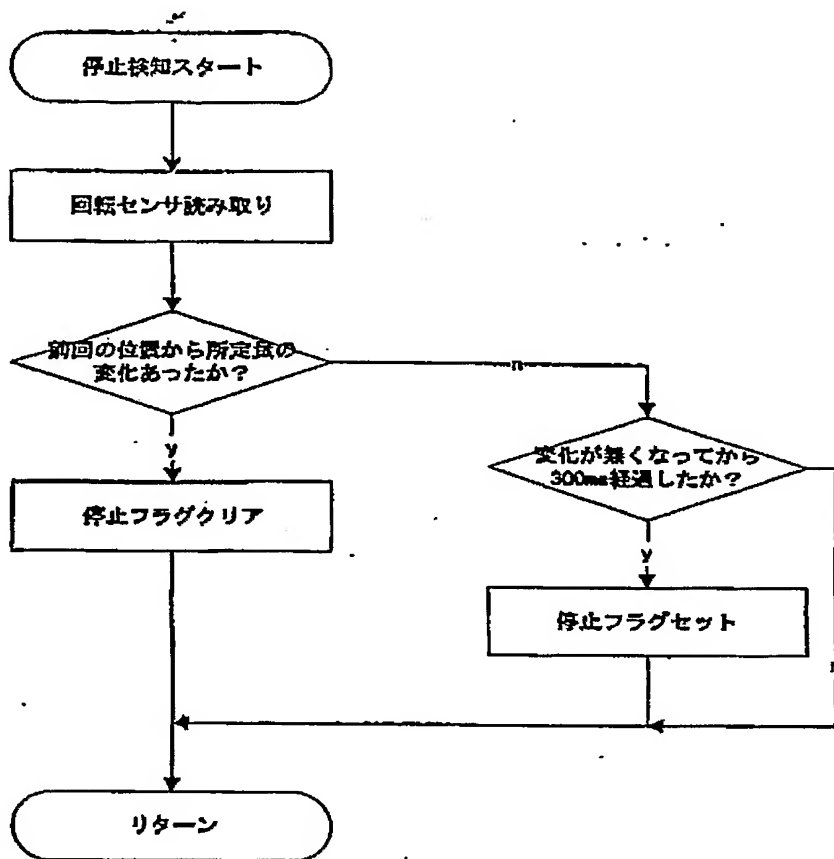 停止検知スタート
回転センサ読み取り
前回の位置から所定量の
変化あったか？
n
y
変化が無くなってから
300ms経過したか？
停止フラグクリア
y
停止フラグセット
n
リターン